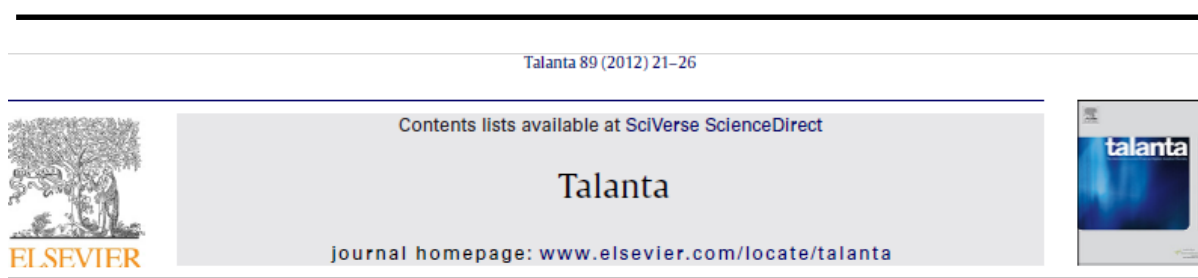 Talanta 89 (2012) 21–26
Contents lists available at SciVerse ScienceDirect
talanta
Talanta
ELSEVIER
journal homepage: www.elsevier.com/locate/talanta